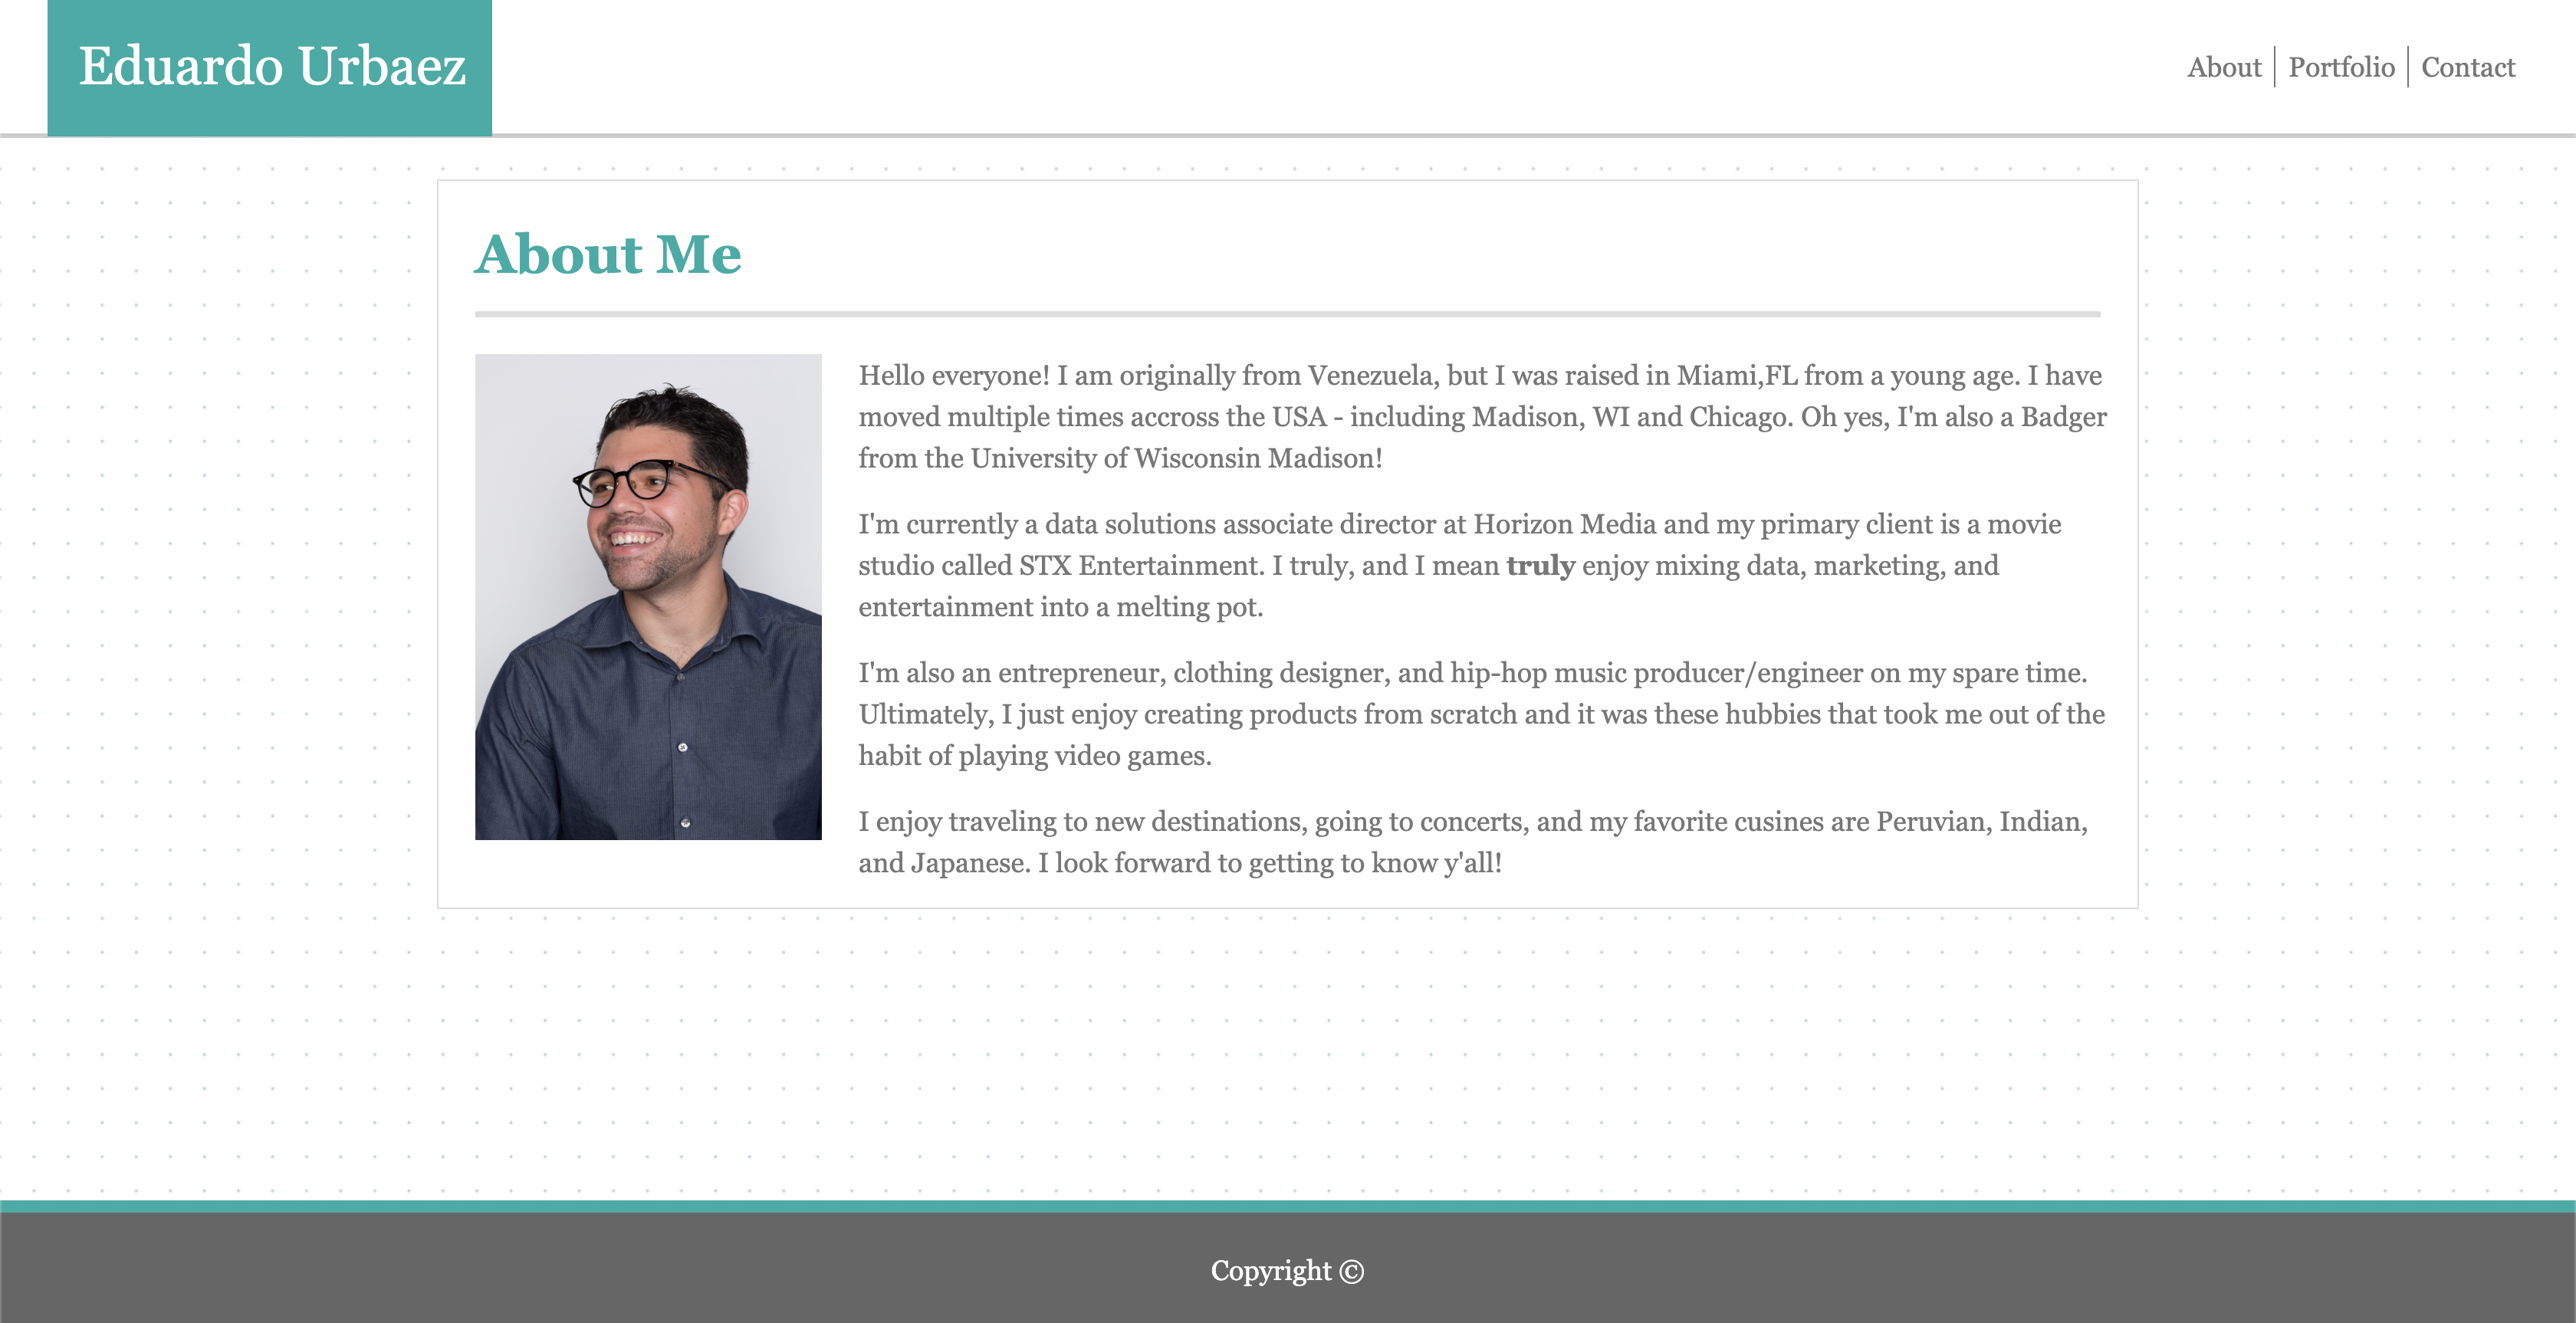 Eduardo Urbaez
About
Portfolio
Contact
About Me
Hello everyone! I am originally from Venezuela, but I was raised in Miami,FL from a young age. I have
moved multiple times accross the USA - including Madison, WI and Chicago. Oh yes, I'm also a Badger
from the University of Wisconsin Madison!
I'm currently a data solutions associate director at Horizon Media and my primary client is a movie
studio called STX Entertainment. I truly, and I mean truly enjoy mixing data, marketing, and
entertainment into a melting pot.
I'm also an entrepreneur, clothing designer, and hip-hop music producer/engineer on my spare time.
Ultimately, I just enjoy creating products from scratch and it was these hubbies that took me out of the
habit of playing video games.
I enjoy traveling to new destinations, going to concerts, and my favorite cusines are Peruvian, Indian,
and Japanese. I look forward to getting to know y'all!
Copyright ©